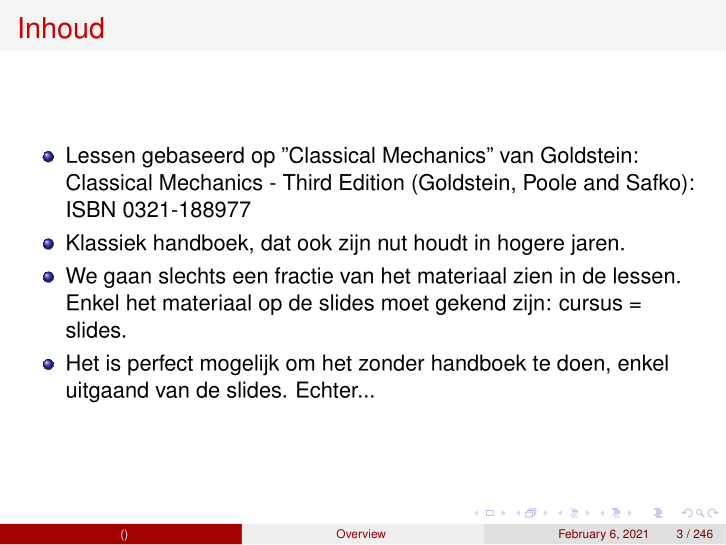 Inhoud
Lessen gebaseerd op ”Classical Mechanics” van Goldstein:
Classical Mechanics - Third Edition (Goldstein, Poole and Safko):
ISBN 0321-188977
Klassiek handboek, dat ook zijn nut houdt in hogere jaren.
We gaan slechts een fractie van het materiaal zien in de lessen.
Enkel het materiaal op de slides moet gekend zijn: cursus =
slides.
Het is perfect mogelijk om het zonder handboek te doen, enkel
uitgaand van de slides. Echter...
() Overview February 6, 2021 3 / 246